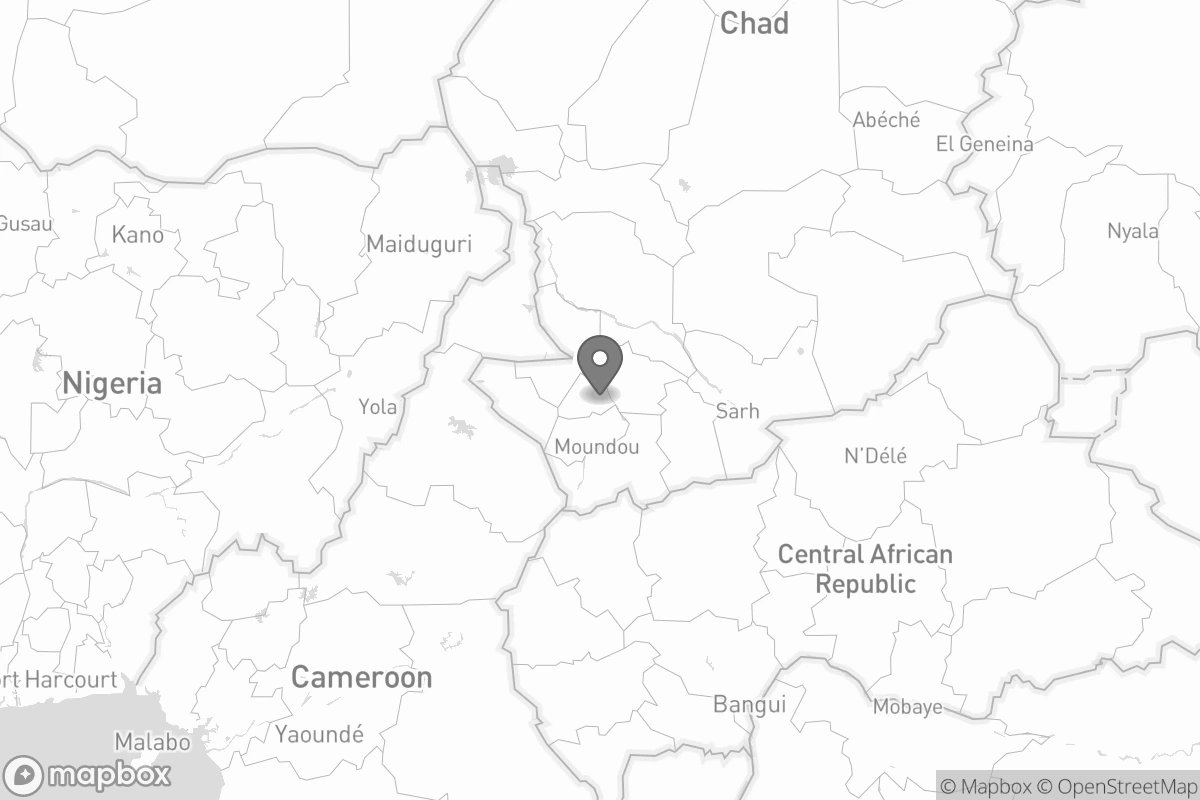 Chad
Abéché
El Geneina
Gusau
Kano
Maiduguri
Nyala
Nigeria
Yola
Sarh
Moundou
N'Délé
Central African
Republic
ort Harcourt
Cameroon
Bangui
Mobaye
Yaoundé
Malabo
mapbox
© Mapbox © OpenStreetMap